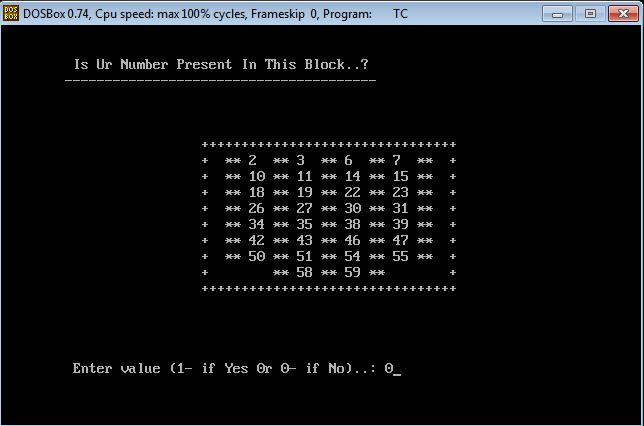 DOS BOX DOSBox 0.74, Cpu speed: max 100% cycles, Frameskip 0, Program: TC
Is Ur Number Present In This Block..?
---------------------------------------
++++++++++++++++++++++++++++++++
+ ** 2 ** 3 ** 6 ** 7 ** +
+ ** 10 ** 11 ** 14 ** 15 ** +
+ ** 18 ** 19 ** 22 ** 23 ** +
+ ** 26 ** 27 ** 30 ** 31 ** +
+ ** 34 ** 35 ** 38 ** 39 ** +
+ ** 42 ** 43 ** 46 ** 47 ** +
+ ** 50 ** 51 ** 54 ** 55 ** +
+ ** 58 ** 59 ** +
++++++++++++++++++++++++++++++++
Enter value (1- if Yes 0r 0- if No)..: 0_